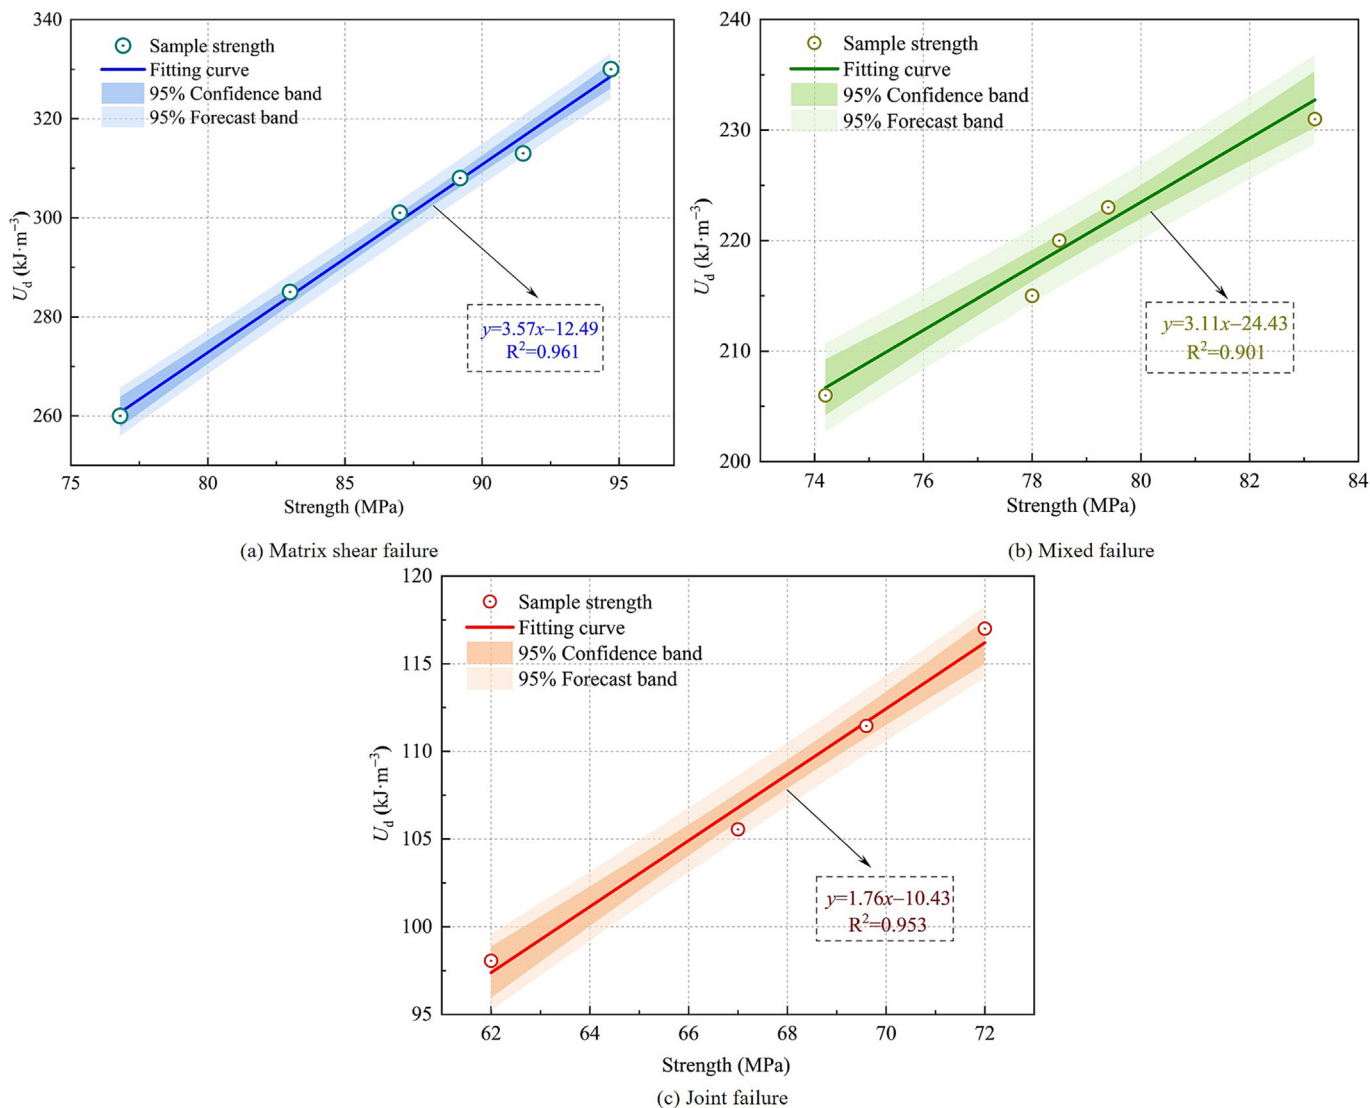 340
330
320
300
280
260
75
80
85
90
95
U_d (kJ·m⁻³)
Sample strength
Fitting curve
95% Confidence band
95% Forecast band
y=3.57x–12.49
R²=0.961
Strength (MPa)
(a) Matrix shear failure
240
230
220
210
200
74
76
78
80
82
84
U_d (kJ·m⁻³)
Sample strength
Fitting curve
95% Confidence band
95% Forecast band
y=3.11x–24.43
R²=0.901
Strength (MPa)
(b) Mixed failure
120
115
110
105
100
95
62
64
66
68
70
72
U_d (kJ·m⁻³)
Sample strength
Fitting curve
95% Confidence band
95% Forecast band
y=1.76x–10.43
R²=0.953
Strength (MPa)
(c) Joint failure